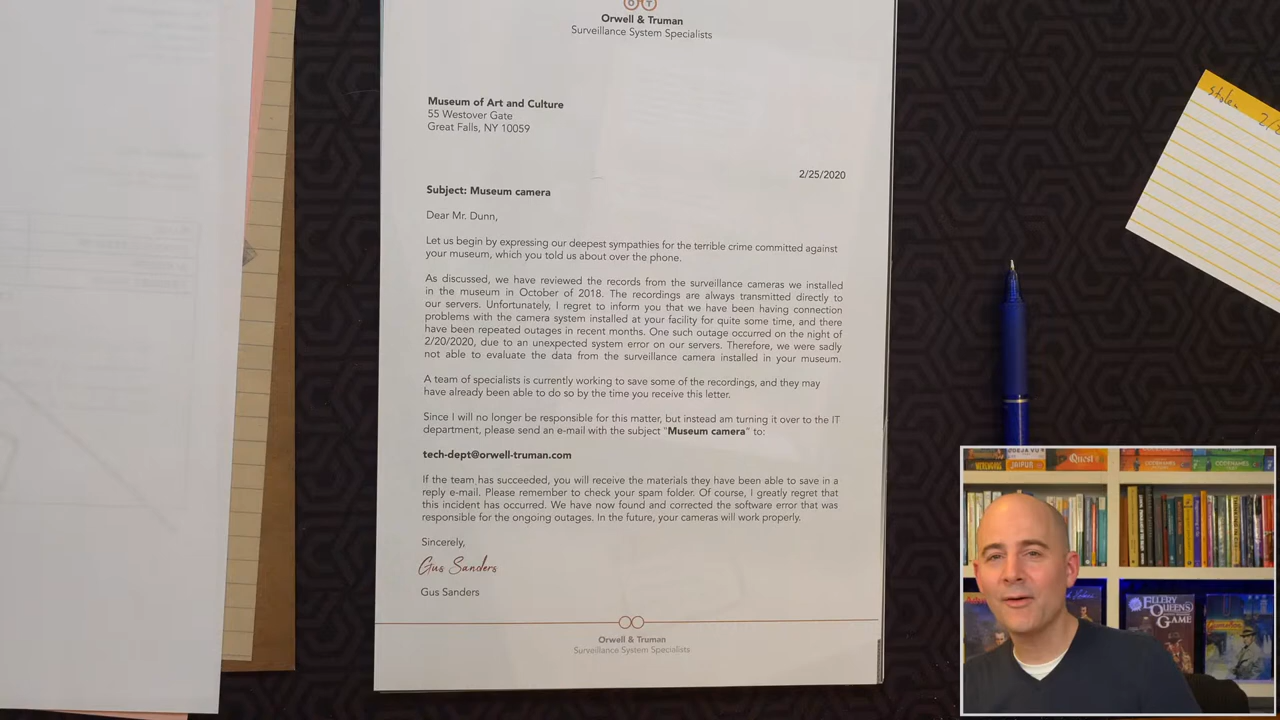 O T
Orwell & Truman
Surveillance System Specialists
Museum of Art and Culture
55 Westover Gate
Great Falls, NY 10059
2/25/2020
Subject: Museum camera
Dear Mr. Dunn,
Let us begin by expressing our deepest sympathies for the terrible crime committed against
your museum, which you told us about over the phone.
As discussed, we have reviewed the records from the surveillance cameras we installed
in the museum in October of 2018. The recordings are always transmitted directly to
our servers. Unfortunately, I regret to inform you that we have been having connection
problems with the camera system installed at your facility for quite some time, and there
have been repeated outages in recent months. One such outage occurred on the night of
2/20/2020, due to an unexpected system error on our servers. Therefore, we were sadly
not able to evaluate the data from the surveillance camera installed in your museum.
A team of specialists is currently working to save some of the recordings, and they may
have already been able to do so by the time you receive this letter.
Since I will no longer be responsible for this matter, but instead am turning it over to the IT
department, please send an e-mail with the subject "Museum camera" to:
tech-dept@orwell-truman.com
If the team has succeeded, you will receive the materials they have been able to save in a
reply e-mail. Please remember to check your spam folder. Of course, I greatly regret that
this incident has occurred. We have now found and corrected the software error that was
responsible for the ongoing outages. In the future, your cameras will work properly.
Sincerely,
Gus Sanders
Gus Sanders
Orwell & Truman
Surveillance System Specialists
stolen 2/2
JAIPUR
Quest
CODENAMES
CODENAMES
ELLERY
QUEEN'S
GAME